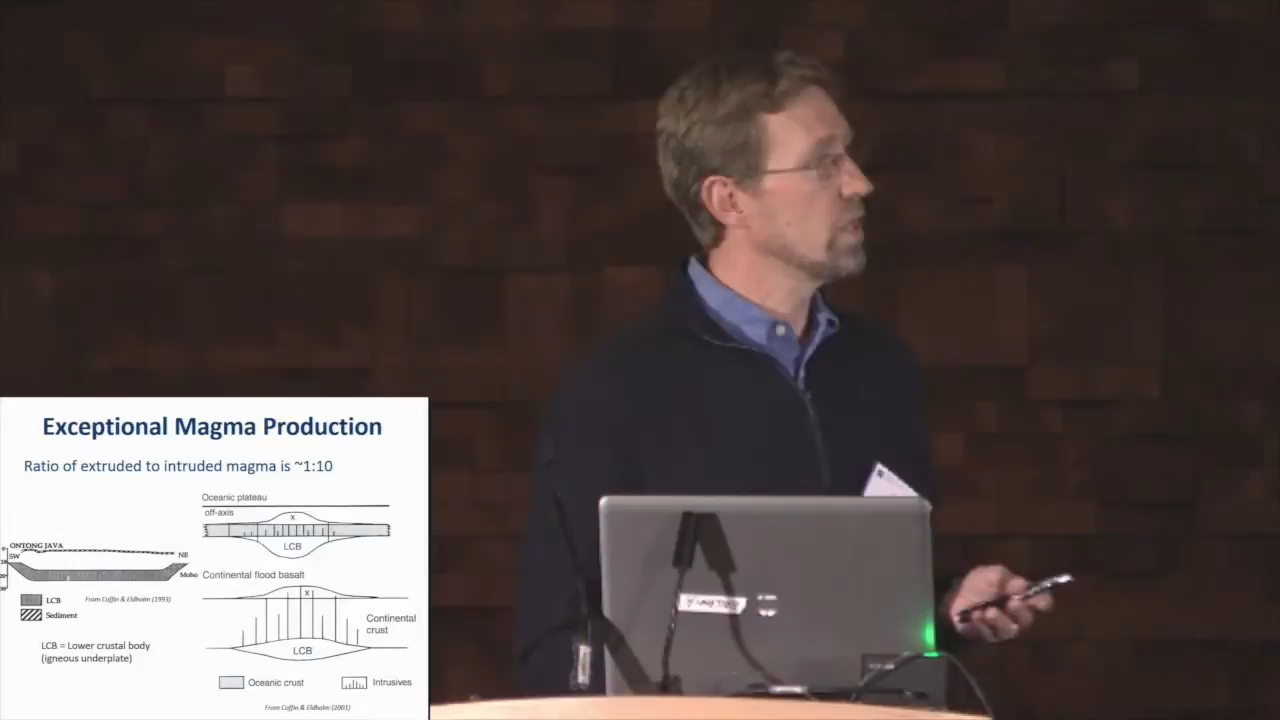 Exceptional Magma Production
Ratio of extruded to intruded magma is ~1:10
Oceanic plateau
off-axis
x
LCB
ONTONG JAVA
SW
NE
Moho
LCB
Sediment
From Coffin & Eldholm (1993)
LCB = Lower crustal body
(igneous underplate)
Continental flood basalt
x
Continental
crust
LCB
Oceanic crust
Intrusives
From Coffin & Eldholm (2001)